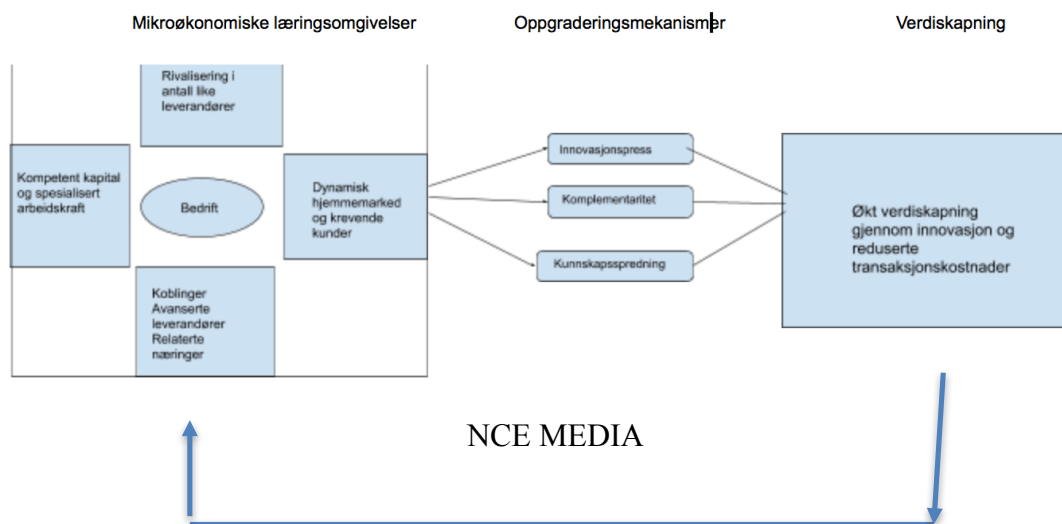 Mikroøkonomiske læringsomgivelser
Oppgraderingsmekanismer
Verdiskapning
Rivalisering i
antall like
leverandører
Kompetent kapital
og spesialisert
arbeidskraft
Bedrift
Dynamisk
hjemmemarked
og krevende
kunder
Koblinger
Avanserte
leverandører
Relaterte
næringer
Innovasjonspress
Komplementaritet
Kunnskapsspredning
Økt verdiskapning
gjennom innovasjon og
reduserte
transaksjonskostnader
NCE MEDIA